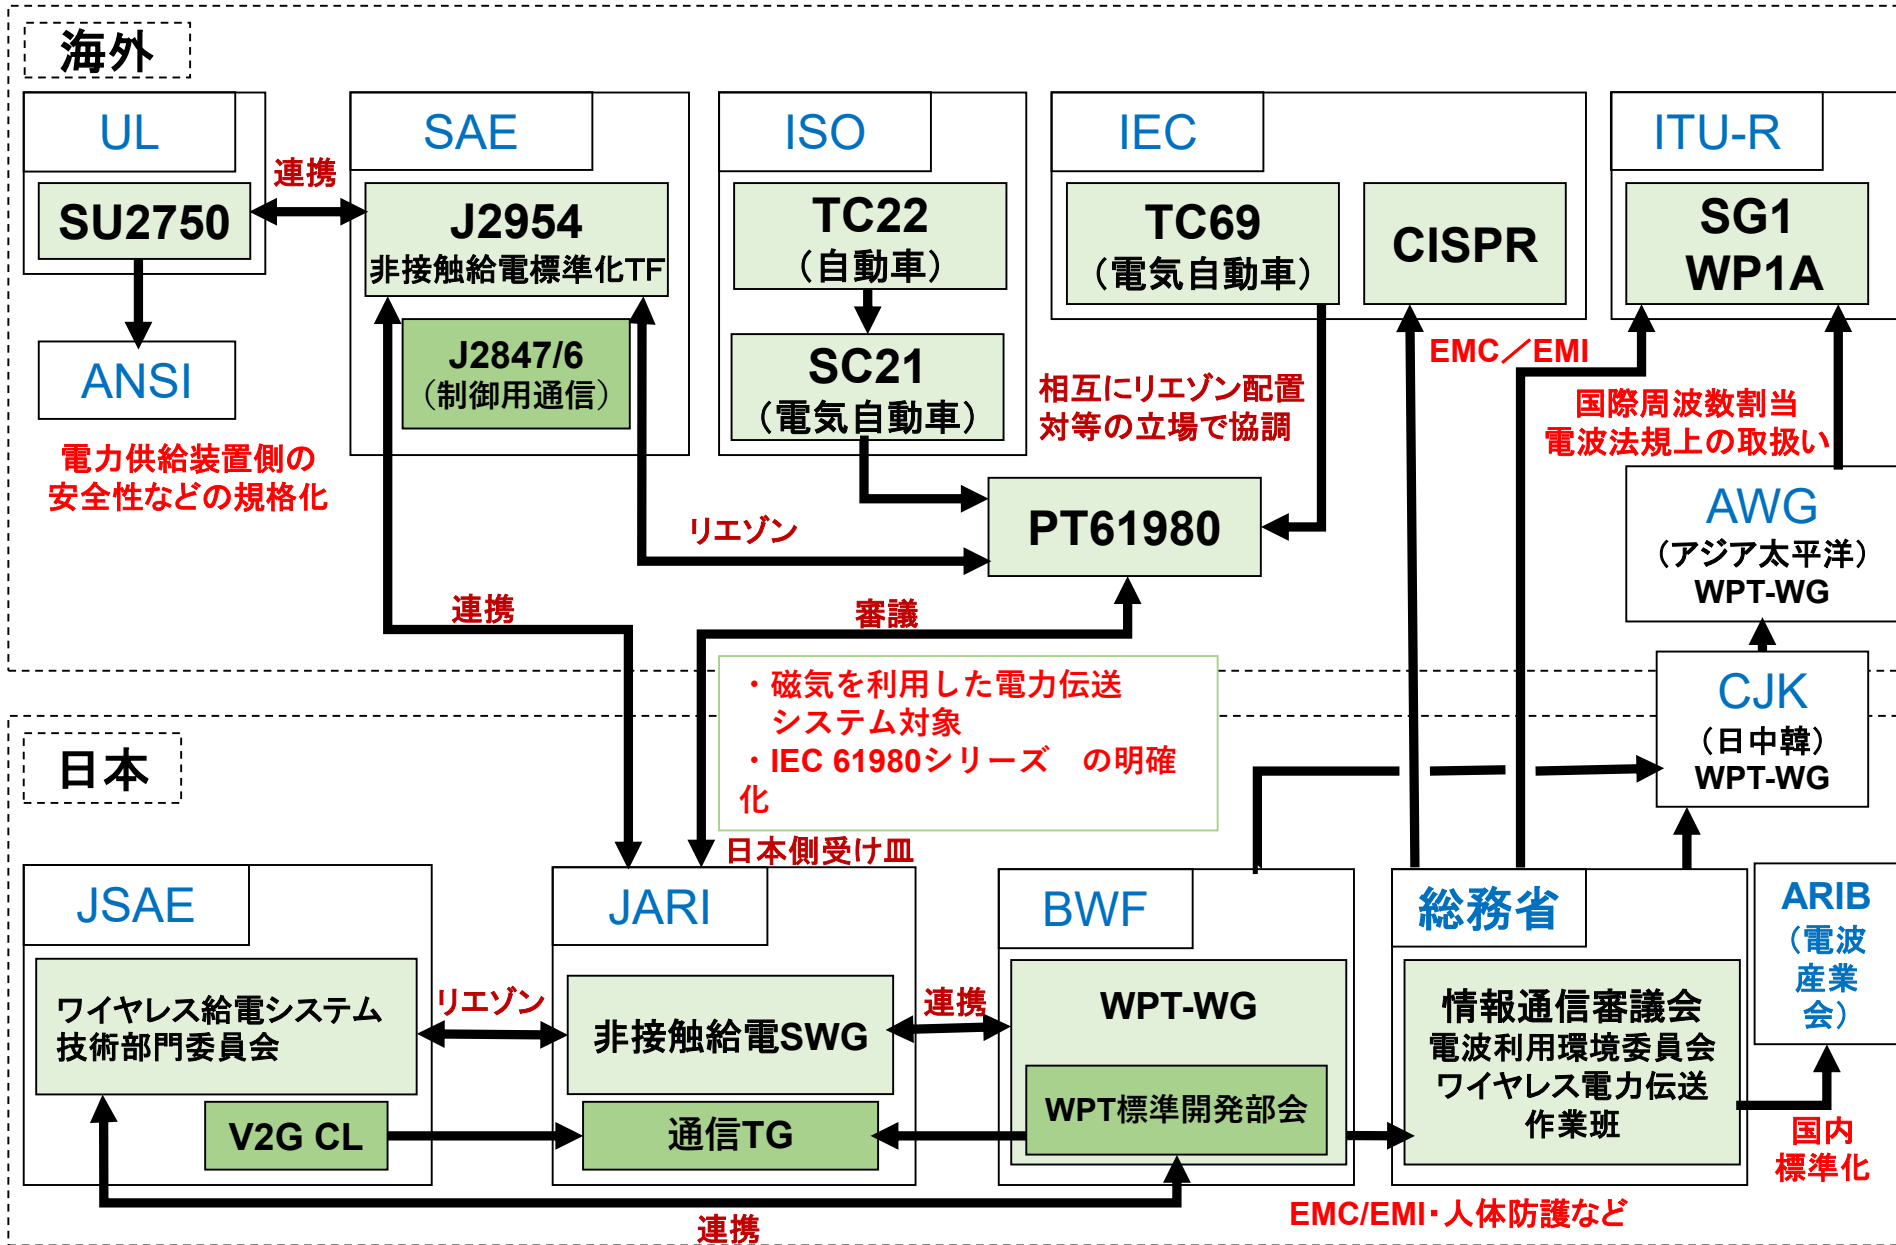 海外
UL
SU2750
ANSI
電力供給装置側の
安全性などの規格化
連携
SAE
J2954
非接触給電標準化TF
J2847/6
（制御用通信）
ISO
TC22
（自動車）
SC21
（電気自動車）
IEC
TC69
（電気自動車）
CISPR
ITU-R
SG1
WP1A
EMC／EMI
相互にリエゾン配置
対等の立場で協調
国際周波数割当
電波法規上の取扱い
PT61980
リエゾン
連携
審議
AWG
（アジア太平洋）
WPT-WG
CJK
（日中韓）
WPT-WG
・磁気を利用した電力伝送
システム対象
・IEC 61980シリーズ　の明確
化
日本側受け皿
日本
JSAE
ワイヤレス給電システム
技術部門委員会
V2G CL
リエゾン
JARI
非接触給電SWG
通信TG
連携
BWF
WPT-WG
WPT標準開発部会
総務省
情報通信審議会
電波利用環境委員会
ワイヤレス電力伝送
作業班
ARIB
（電波
産業
会）
国内
標準化
EMC/EMI・人体防護など
連携